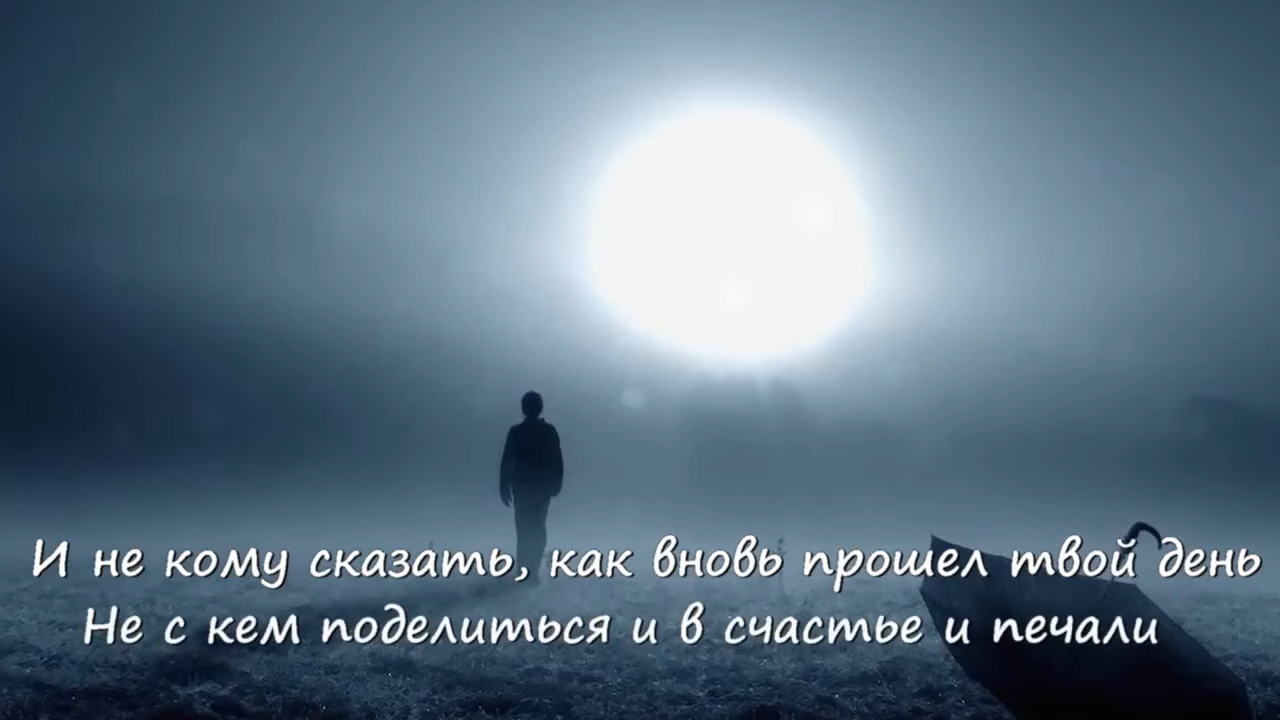 И не кому сказать, как вновь прошел твой день
Не с кем поделиться и в счастье и печали